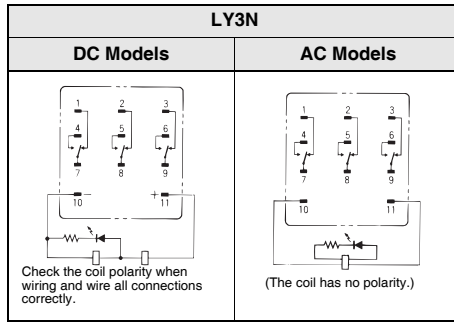 LY3N
DC Models
AC Models
1 2 3
4 5 6
7 8 9
10 − + 11
Check the coil polarity when
wiring and wire all connections
correctly.
1 2 3
4 5 6
7 8 9
10 11
(The coil has no polarity.)